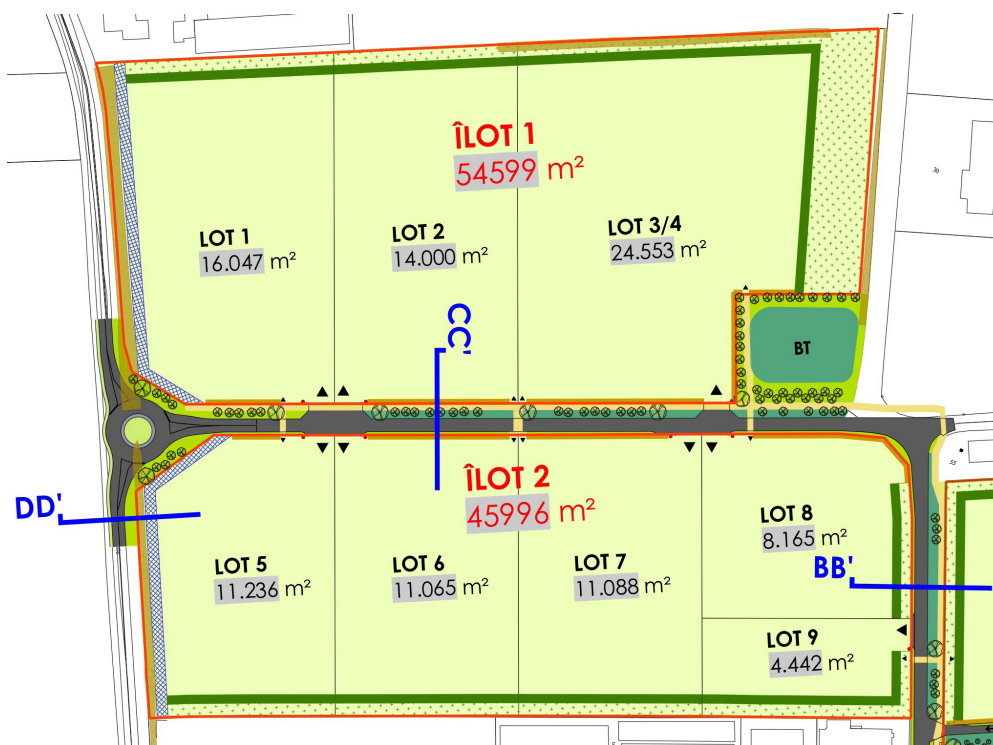 ÎLOT 1
54599 m²
LOT 1
16.047 m²
LOT 2
14.000 m²
LOT 3/4
24.553 m²
30
CC'
BT
ÎLOT 2
45996 m²
DD'
LOT 5
11.236 m²
LOT 6
11.065 m²
LOT 7
11.088 m²
LOT 8
8.165 m²
BB'
55
LOT 9
4.442 m²